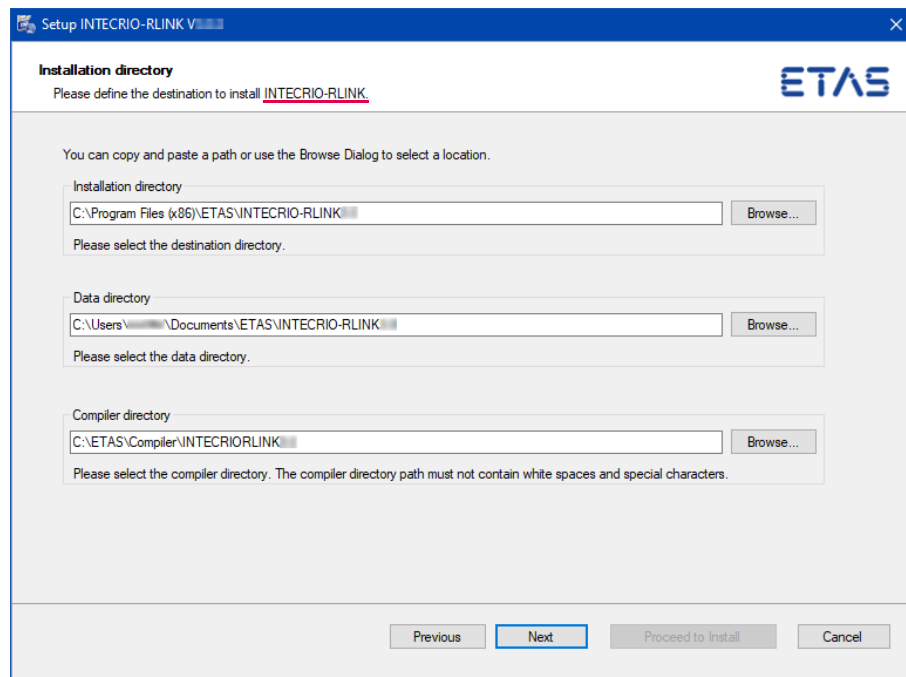 Setup INTECRIO-RLINK V
Installation directory
Please define the destination to install INTECRIO-RLINK.
ETAS
You can copy and paste a path or use the Browse Dialog to select a location.
Installation directory
C:\Program Files (x86)\ETAS\INTECRIO-RLINK
Browse...
Please select the destination directory.
Data directory
C:\Users\ \Documents\ETAS\INTECRIO-RLINK
Browse...
Please select the data directory.
Compiler directory
C:\ETAS\Compiler\INTECRIORLINK
Browse...
Please select the compiler directory. The compiler directory path must not contain white spaces and special characters.
Previous
Next
Proceed to Install
Cancel